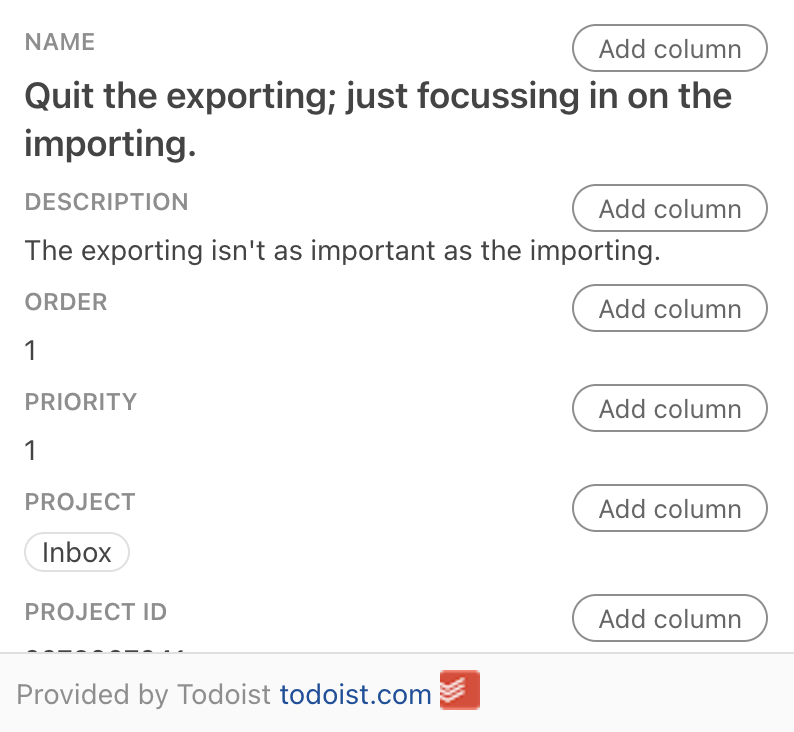 NAME
Add column
Quit the exporting; just focussing in on the
importing.
DESCRIPTION
Add column
The exporting isn't as important as the importing.
ORDER
Add column
1
PRIORITY
Add column
1
PROJECT
Add column
Inbox
PROJECT ID
Add column
Provided by Todoist todoist.com